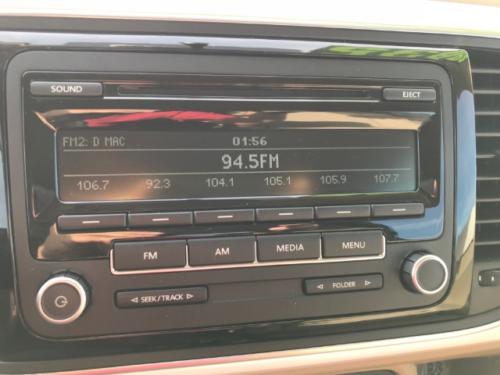 SOUND
EJECT
FM2: D MAC 01:56
94.5FM
106.7 92.3 104.1 105.1 105.9 107.7
FM AM MEDIA MENU
◁ SEEK/TRACK ▷ ◁ FOLDER ▷